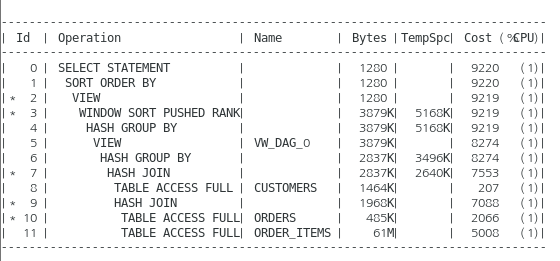 --------------------------------------------------------------------------------
| Id | Operation | Name | Bytes |TempSpc| Cost (%CPU)|
--------------------------------------------------------------------------------
| 0 | SELECT STATEMENT | | 1280 | | 9220 (1)|
| 1 | SORT ORDER BY | | 1280 | | 9220 (1)|
|* 2 | VIEW | | 1280 | | 9219 (1)|
|* 3 | WINDOW SORT PUSHED RANK| | 3879K| 5168K| 9219 (1)|
| 4 | HASH GROUP BY | | 3879K| 5168K| 9219 (1)|
| 5 | VIEW | VW_DAG_0 | 3879K| | 8274 (1)|
| 6 | HASH GROUP BY | | 2837K| 3496K| 8274 (1)|
|* 7 | HASH JOIN | | 2837K| 2640K| 7553 (1)|
| 8 | TABLE ACCESS FULL | CUSTOMERS | 1464K| | 207 (1)|
|* 9 | HASH JOIN | | 1968K| | 7088 (1)|
|* 10 | TABLE ACCESS FULL| ORDERS | 485K| | 2066 (1)|
| 11 | TABLE ACCESS FULL| ORDER_ITEMS | 61M| | 5008 (1)|
--------------------------------------------------------------------------------